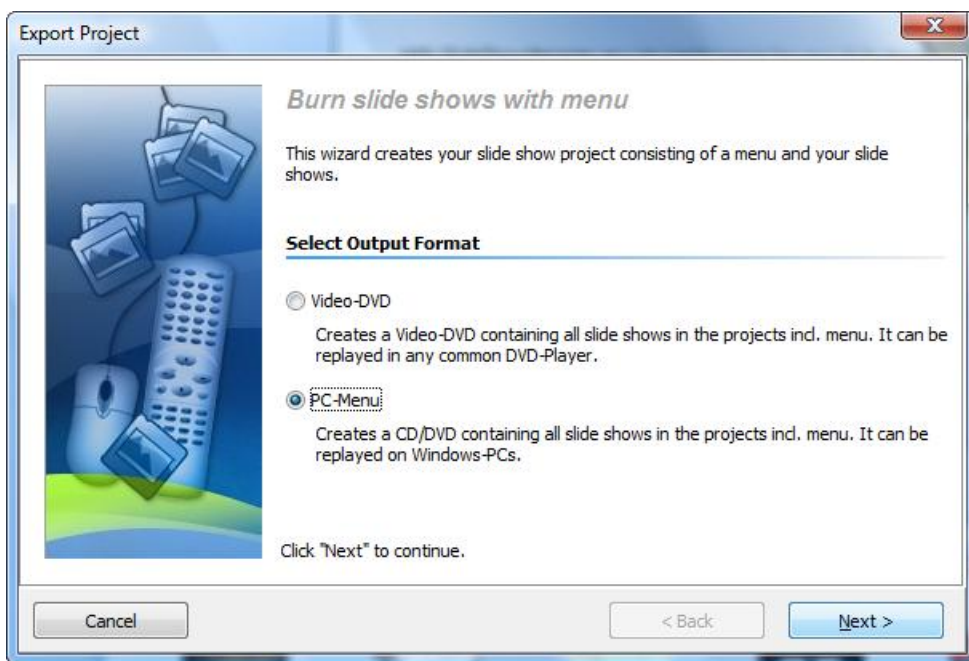 Export Project
Burn slide shows with menu
This wizard creates your slide show project consisting of a menu and your slide
shows.
Select Output Format
Video-DVD
Creates a Video-DVD containing all slide shows in the projects incl. menu. It can be
replayed in any common DVD-Player.
PC-Menu
Creates a CD/DVD containing all slide shows in the projects incl. menu. It can be
replayed on Windows-PCs.
Click "Next" to continue.
Cancel
< Back
Next >